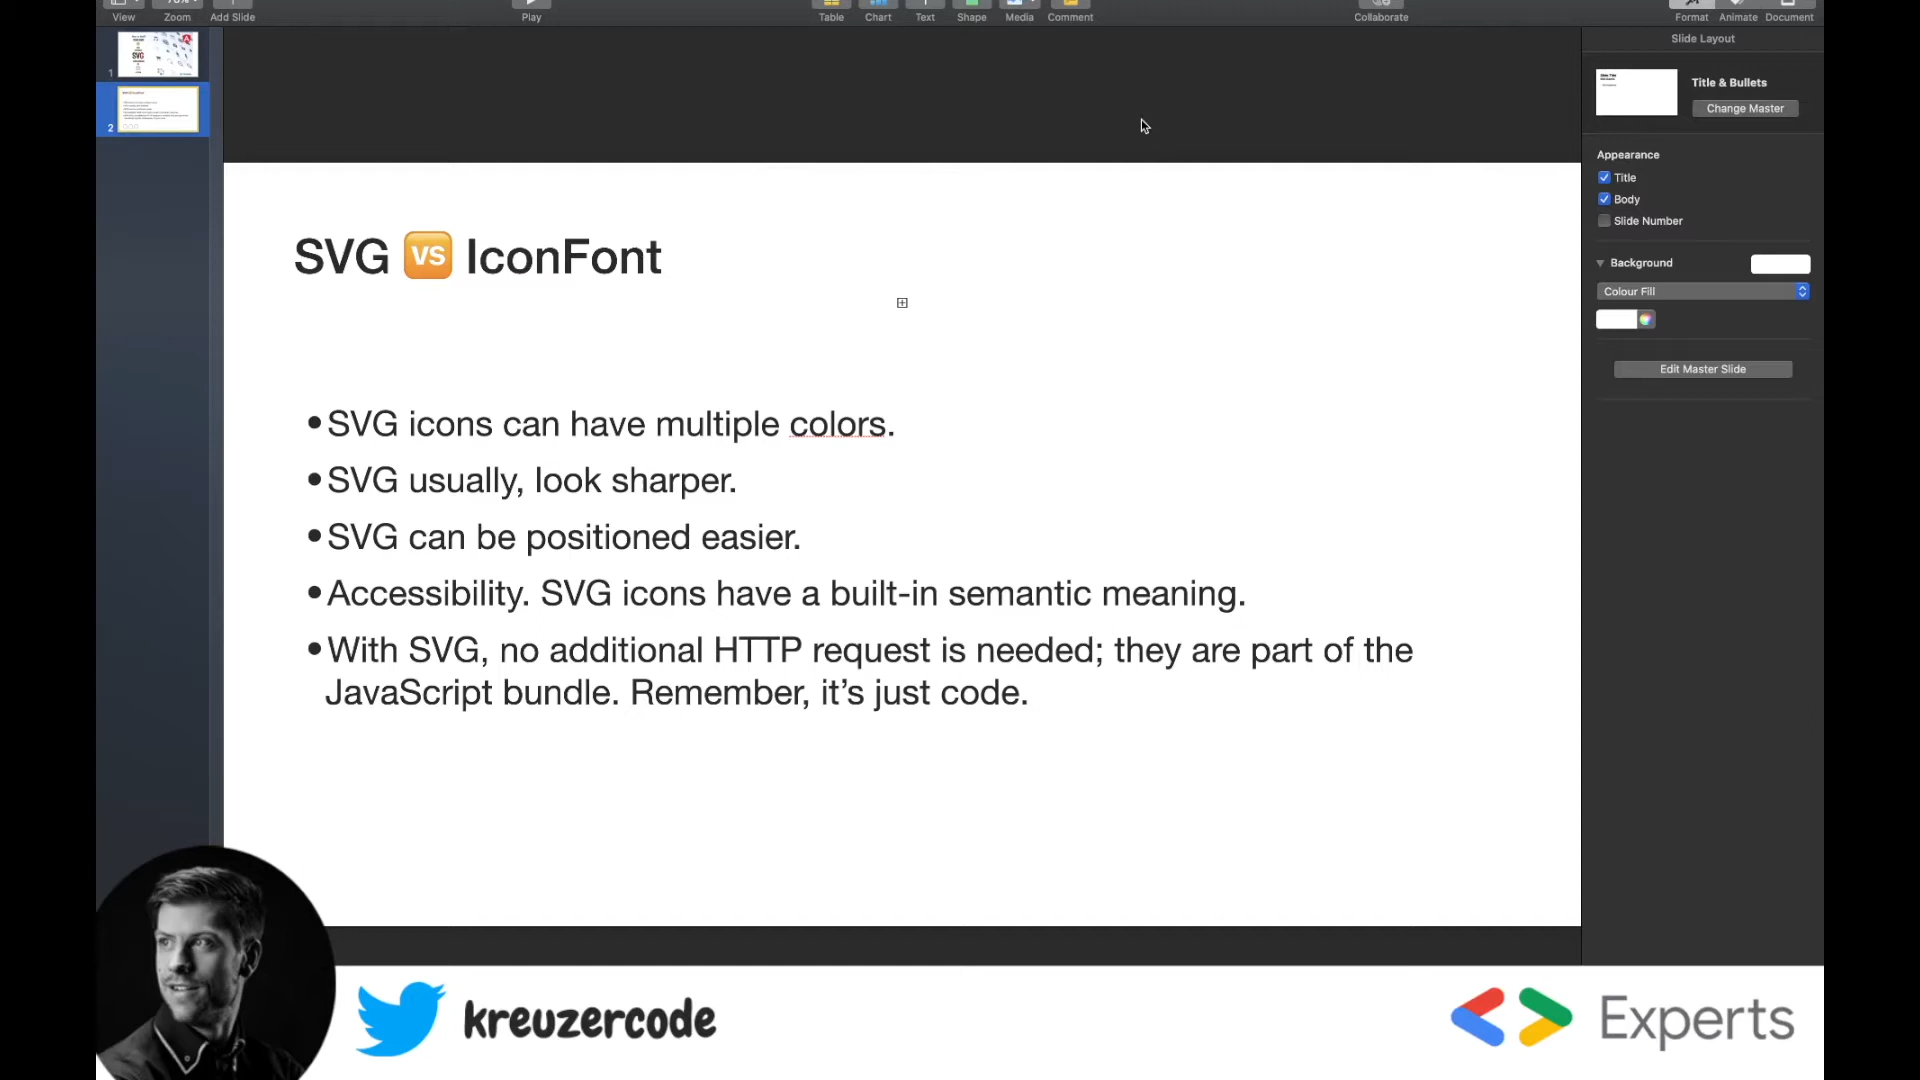 View
Zoom
Add Slide
Play
Table
Chart
Text
Shape
Media
Comment
Collaborate
Format
Animate
Document
Slide Layout
1
SVG
2
Title & Bullets
Change Master
Appearance
Title
Body
Slide Number
Background
Colour Fill
Edit Master Slide
SVG VS IconFont
•SVG icons can have multiple colors.
•SVG usually, look sharper.
•SVG can be positioned easier.
•Accessibility. SVG icons have a built-in semantic meaning.
•With SVG, no additional HTTP request is needed; they are part of the
JavaScript bundle. Remember, it’s just code.
kreuzercode
Experts